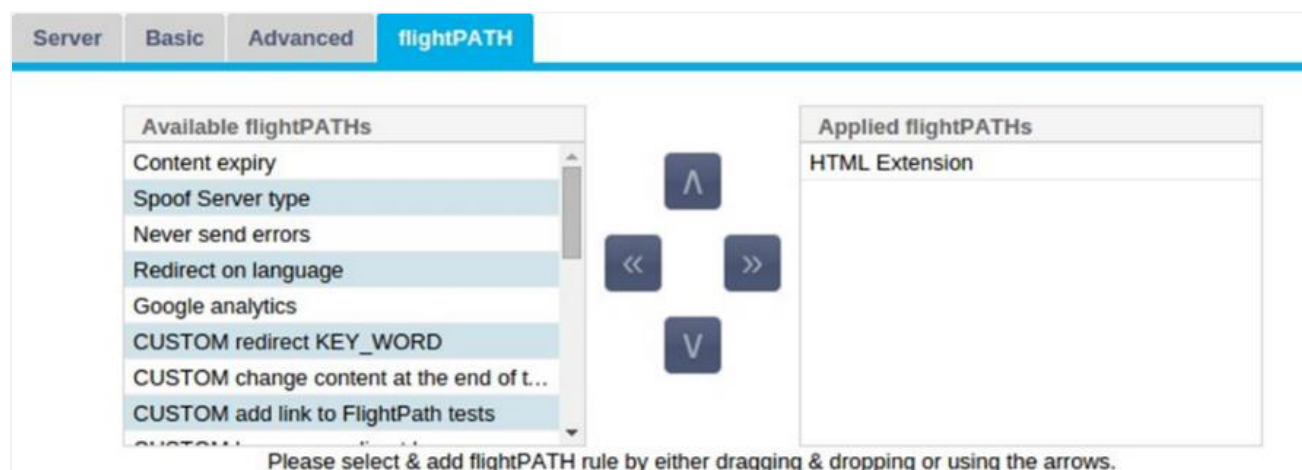 Server Basic Advanced flightPATH
Available flightPATHs
Content expiry
Spoof Server type
Never send errors
Redirect on language
Google analytics
CUSTOM redirect KEY_WORD
CUSTOM change content at the end of t...
CUSTOM add link to FlightPath tests
Applied flightPATHs
HTML Extension
Please select & add flightPATH rule by either dragging & dropping or using the arrows.